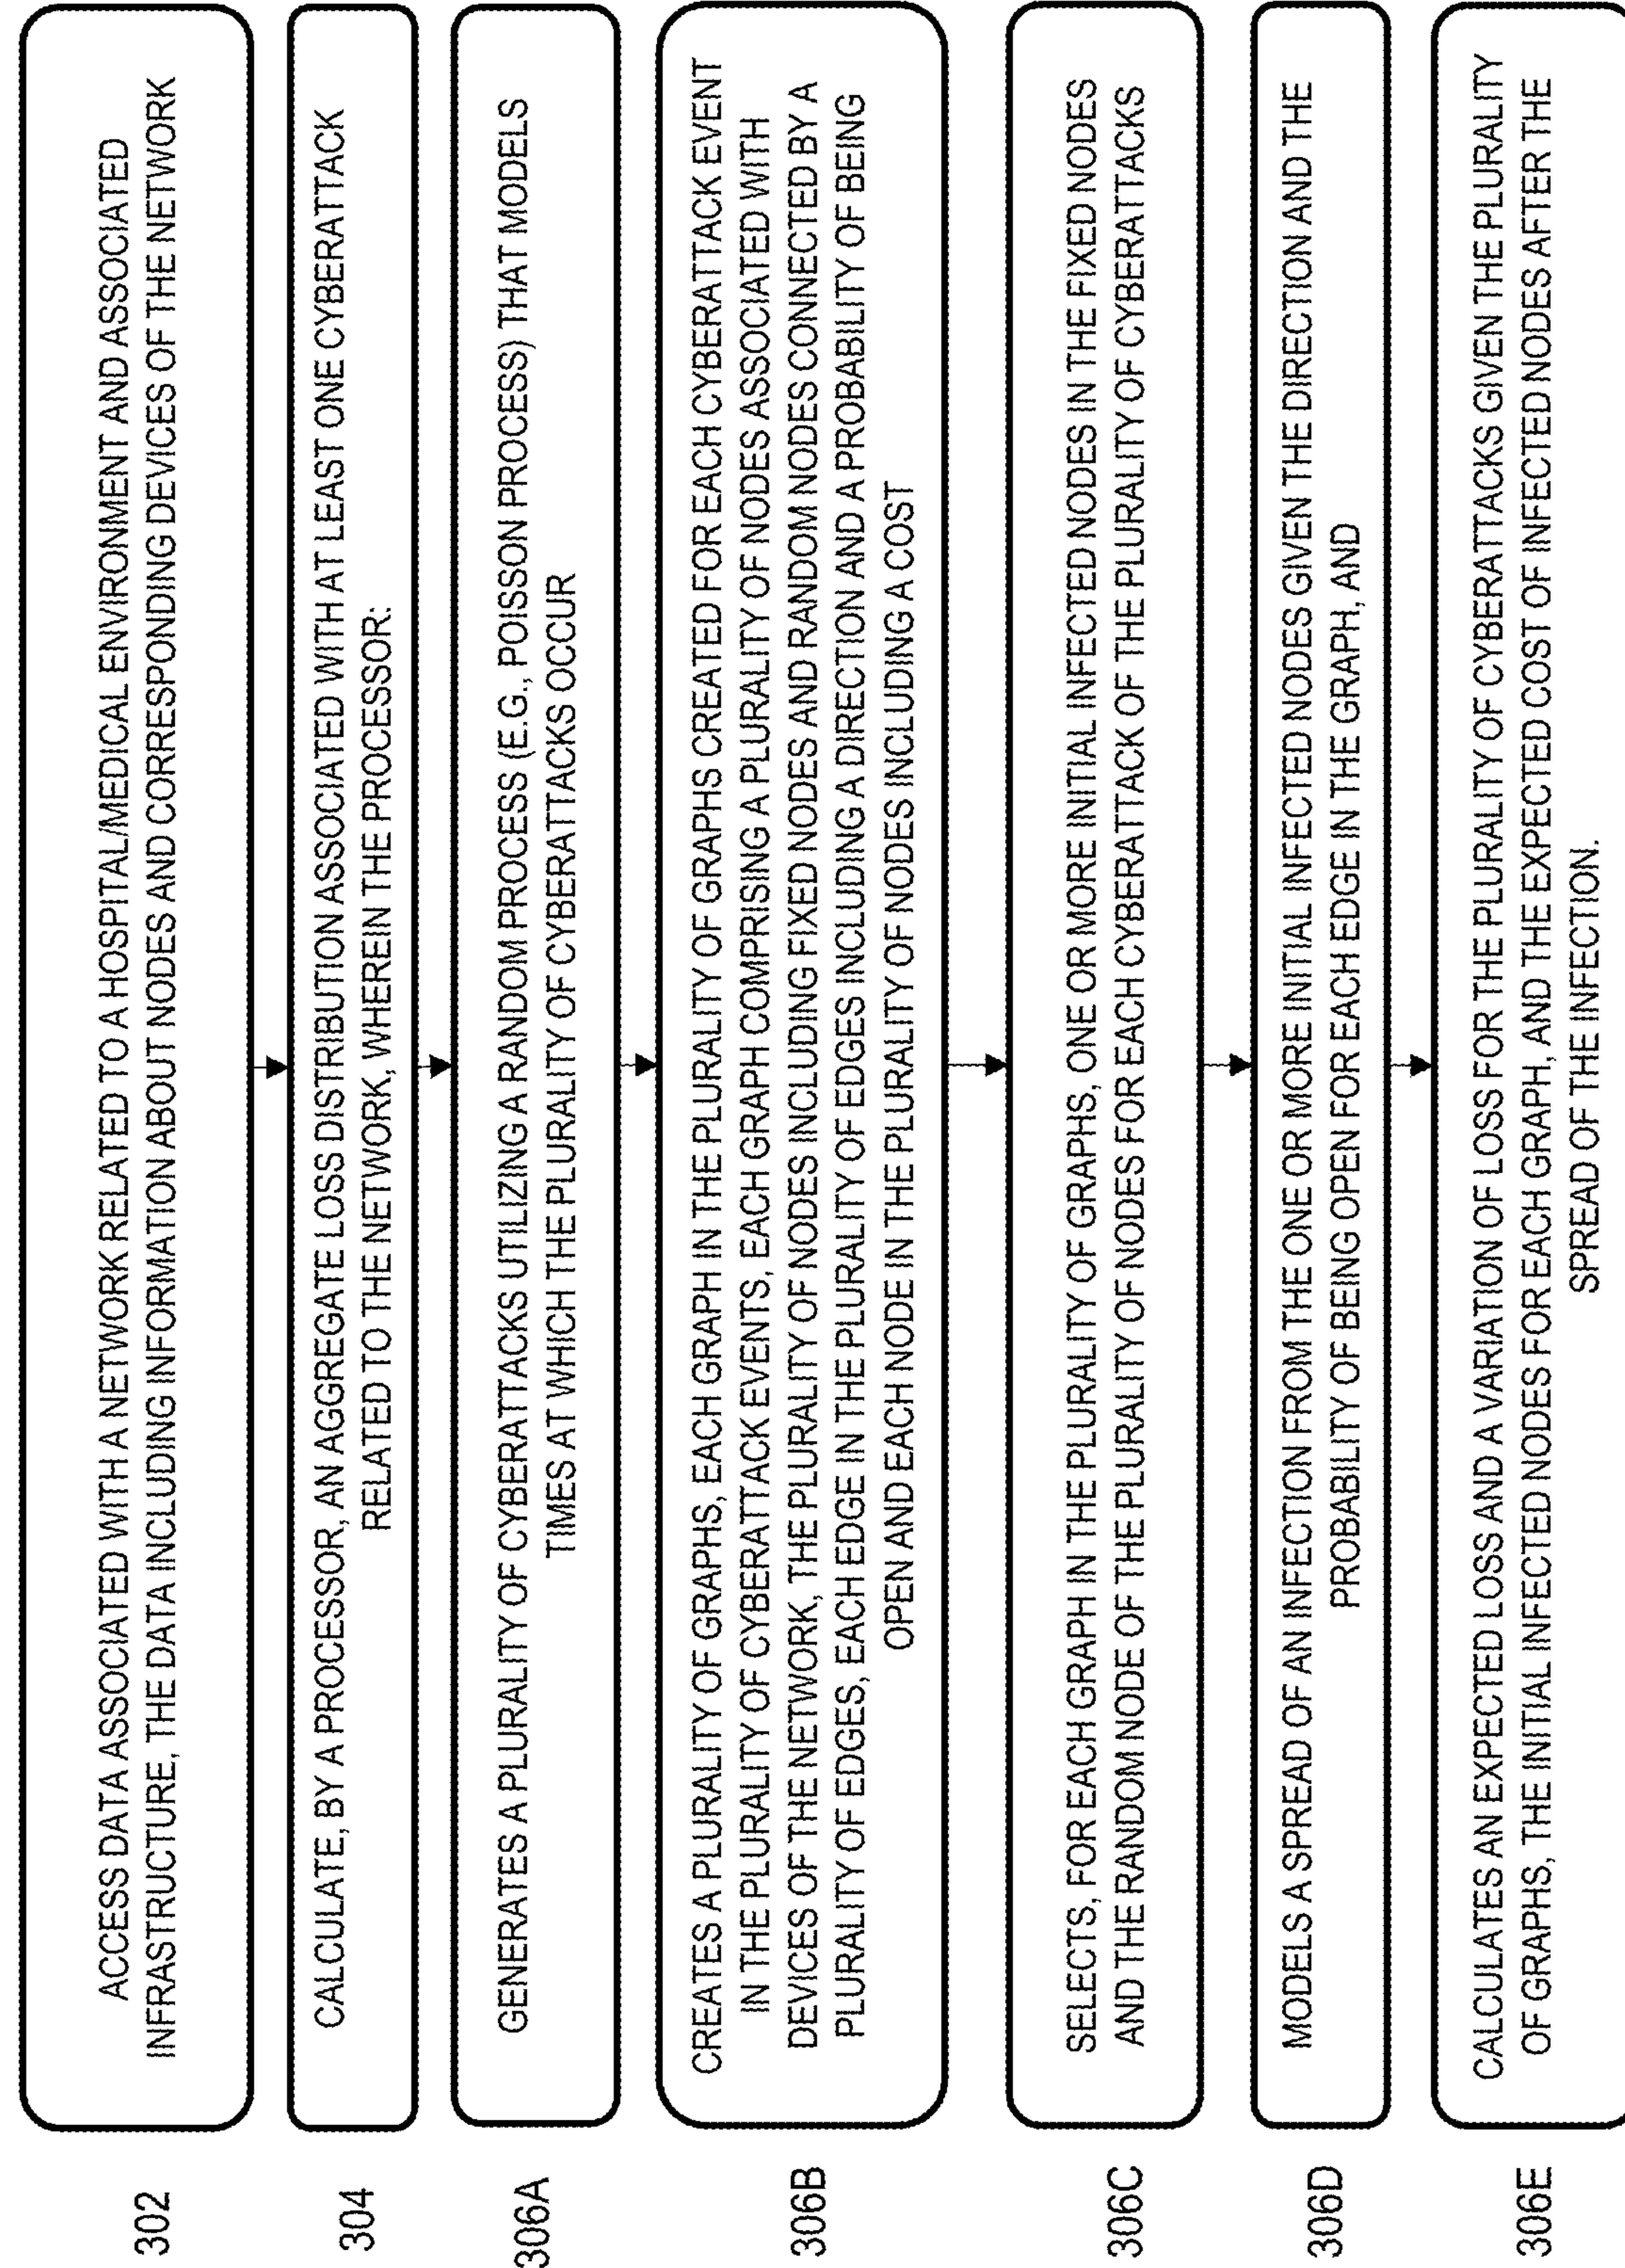 302
ACCESS DATA ASSOCIATED WITH A NETWORK RELATED TO A HOSPITAL/MEDICAL ENVIRONMENT AND ASSOCIATED
INFRASTRUCTURE, THE DATA INCLUDING INFORMATION ABOUT NODES AND CORRESPONDING DEVICES OF THE NETWORK
304
CALCULATE, BY A PROCESSOR, AN AGGREGATE LOSS DISTRIBUTION ASSOCIATED WITH AT LEAST ONE CYBERATTACK
RELATED TO THE NETWORK, WHEREIN THE PROCESSOR:
306A
GENERATES A PLURALITY OF CYBERATTACKS UTILIZING A RANDOM PROCESS (E.G., POISSON PROCESS) THAT MODELS
TIMES AT WHICH THE PLURALITY OF CYBERATTACKS OCCUR
306B
CREATES A PLURALITY OF GRAPHS, EACH GRAPH IN THE PLURALITY OF GRAPHS CREATED FOR EACH CYBERATTACK EVENT
IN THE PLURALITY OF CYBERATTACK EVENTS, EACH GRAPH COMPRISING A PLURALITY OF NODES ASSOCIATED WITH
DEVICES OF THE NETWORK, THE PLURALITY OF NODES INCLUDING FIXED NODES AND RANDOM NODES CONNECTED BY A
PLURALITY OF EDGES, EACH EDGE IN THE PLURALITY OF EDGES INCLUDING A DIRECTION AND A PROBABILITY OF BEING
OPEN AND EACH NODE IN THE PLURALITY OF NODES INCLUDING A COST
306C
SELECTS, FOR EACH GRAPH IN THE PLURALITY OF GRAPHS, ONE OR MORE INITIAL INFECTED NODES IN THE FIXED NODES
AND THE RANDOM NODE OF THE PLURALITY OF NODES FOR EACH CYBERATTACK OF THE PLURALITY OF CYBERATTACKS
306D
MODELS A SPREAD OF AN INFECTION FROM THE ONE OR MORE INITIAL INFECTED NODES GIVEN THE DIRECTION AND THE
PROBABILITY OF BEING OPEN FOR EACH EDGE IN THE GRAPH, AND
306E
CALCULATES AN EXPECTED LOSS AND A VARIATION OF LOSS FOR THE PLURALITY OF CYBERATTACKS GIVEN THE PLURALITY
OF GRAPHS, THE INITIAL INFECTED NODES FOR EACH GRAPH, AND THE EXPECTED COST OF INFECTED NODES AFTER THE
SPREAD OF THE INFECTION.